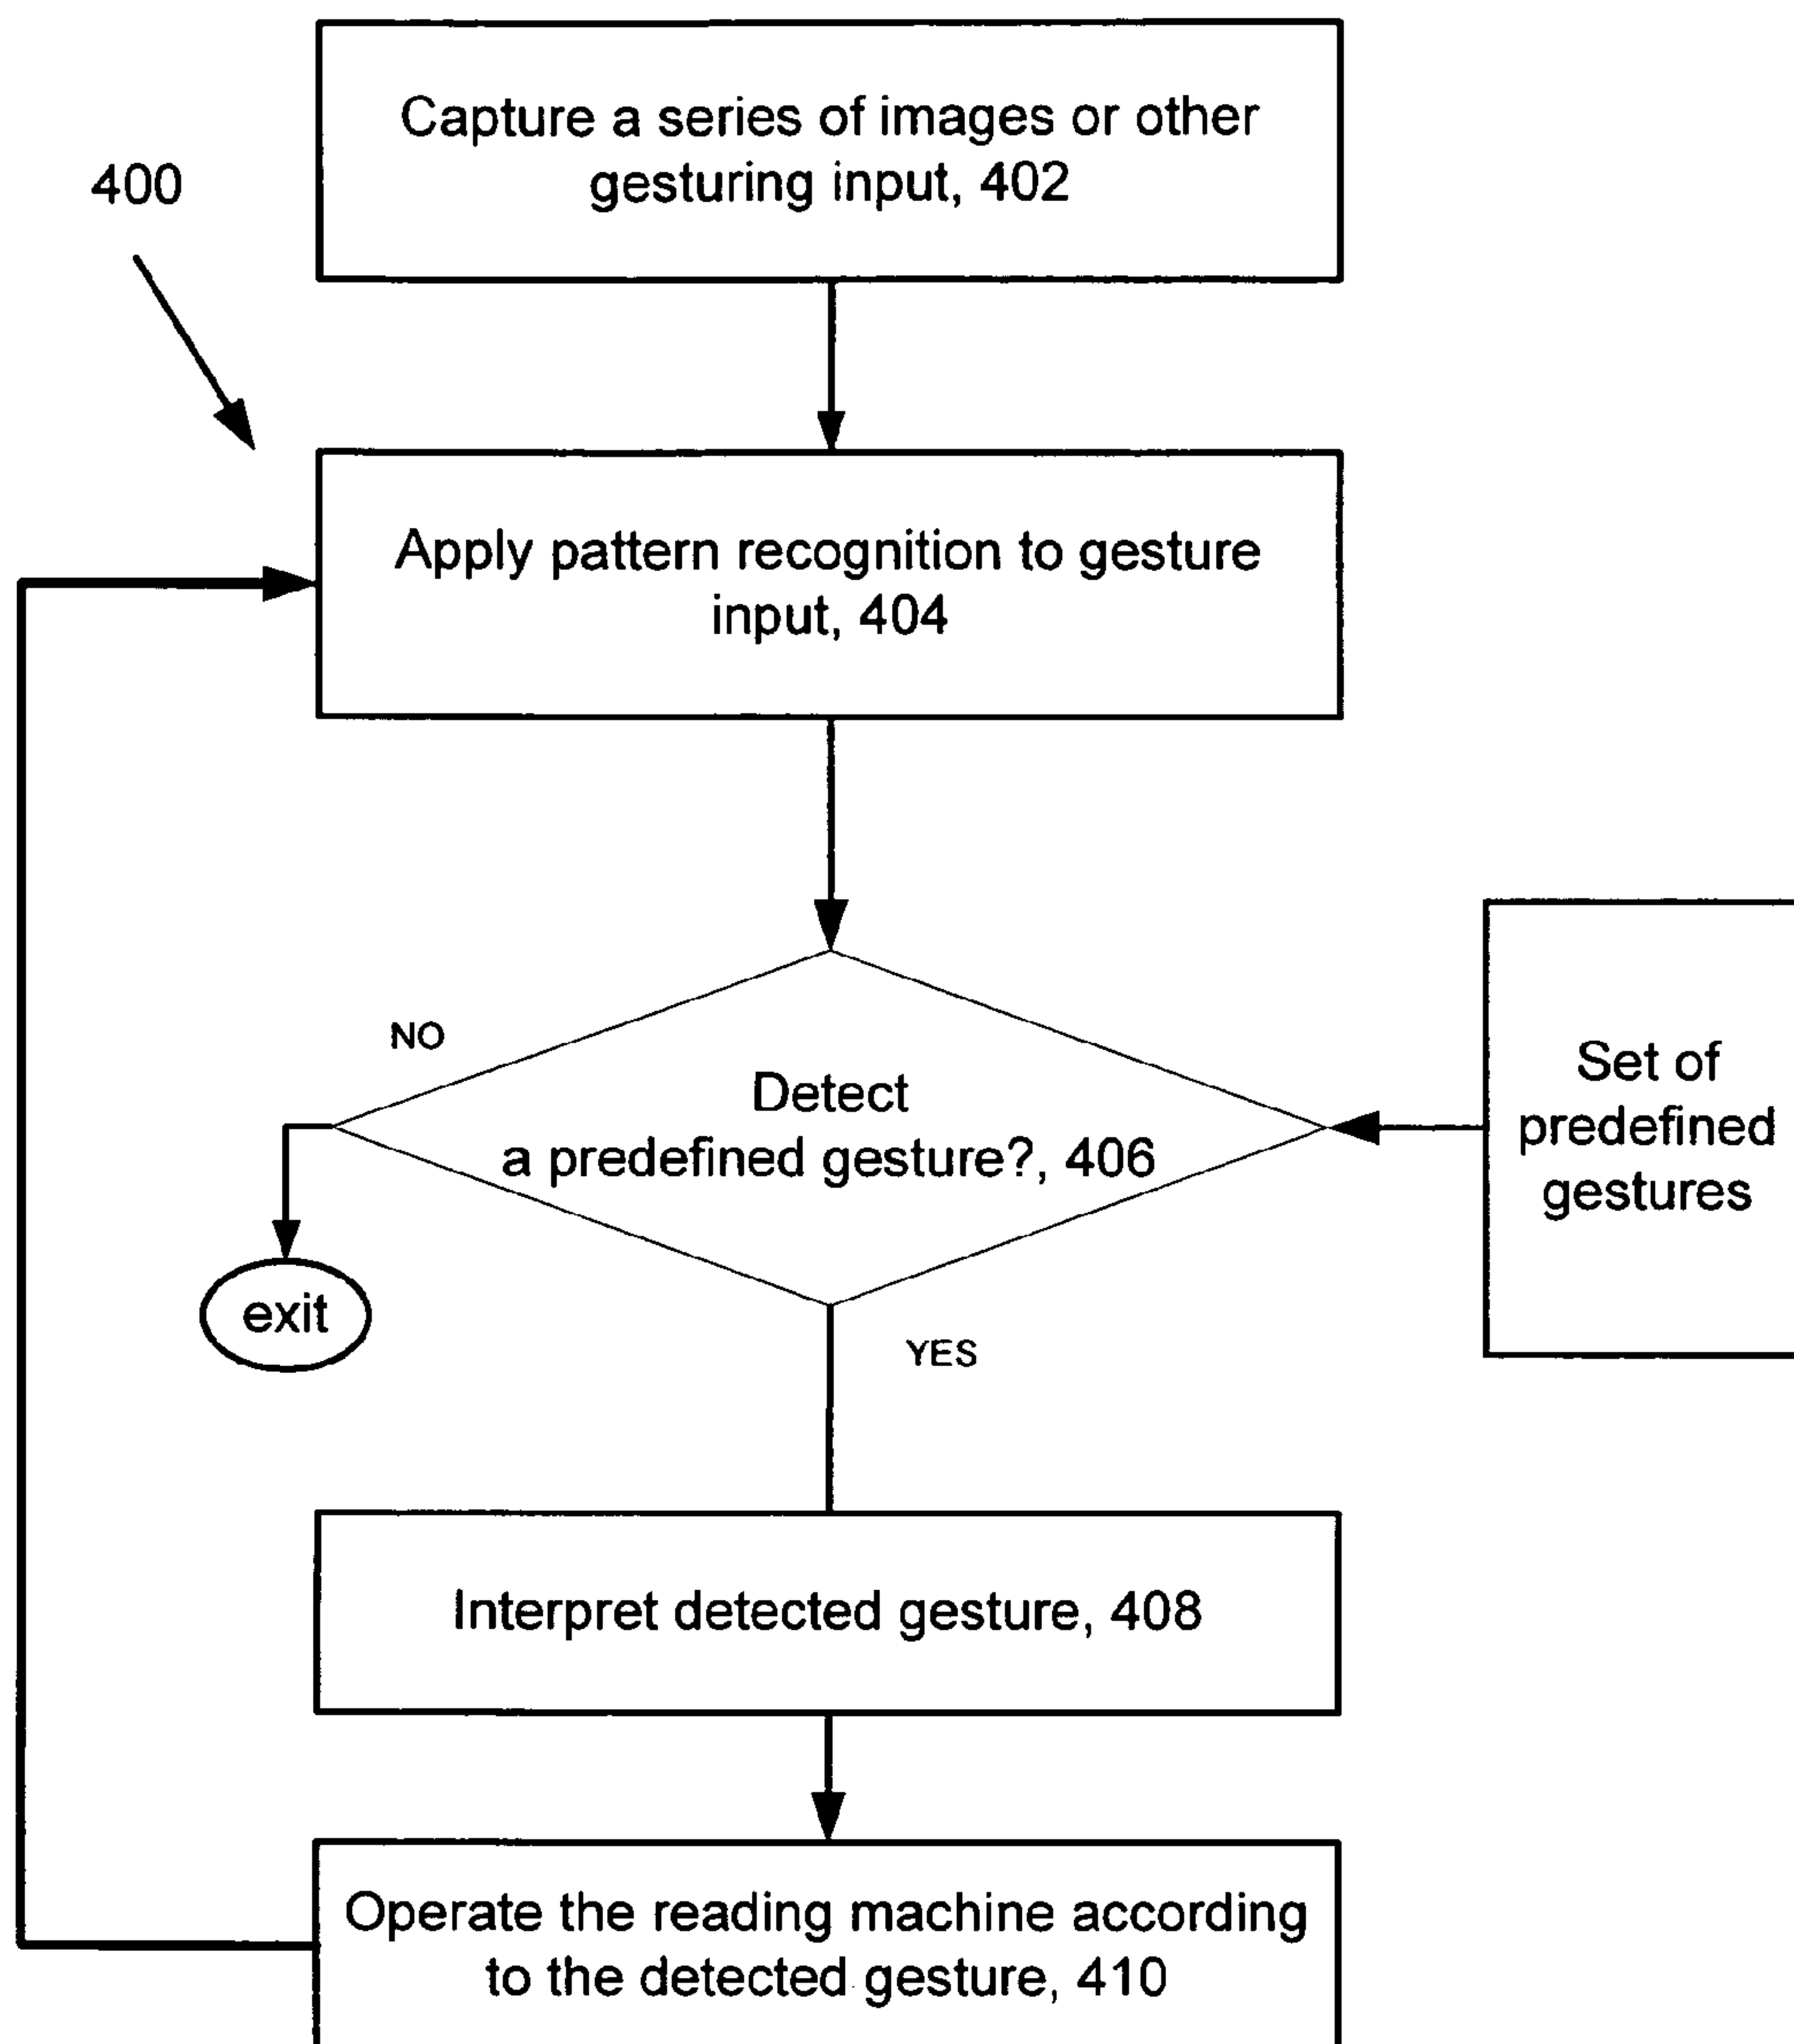 Capture a series of images or other
gesturing input, 402
400
Apply pattern recognition to gesture
input, 404
NO
Detect
a predefined gesture?, 406
Set of
predefined
gestures
exit
YES
Interpret detected gesture, 408
Operate the reading machine according
to the detected gesture, 410